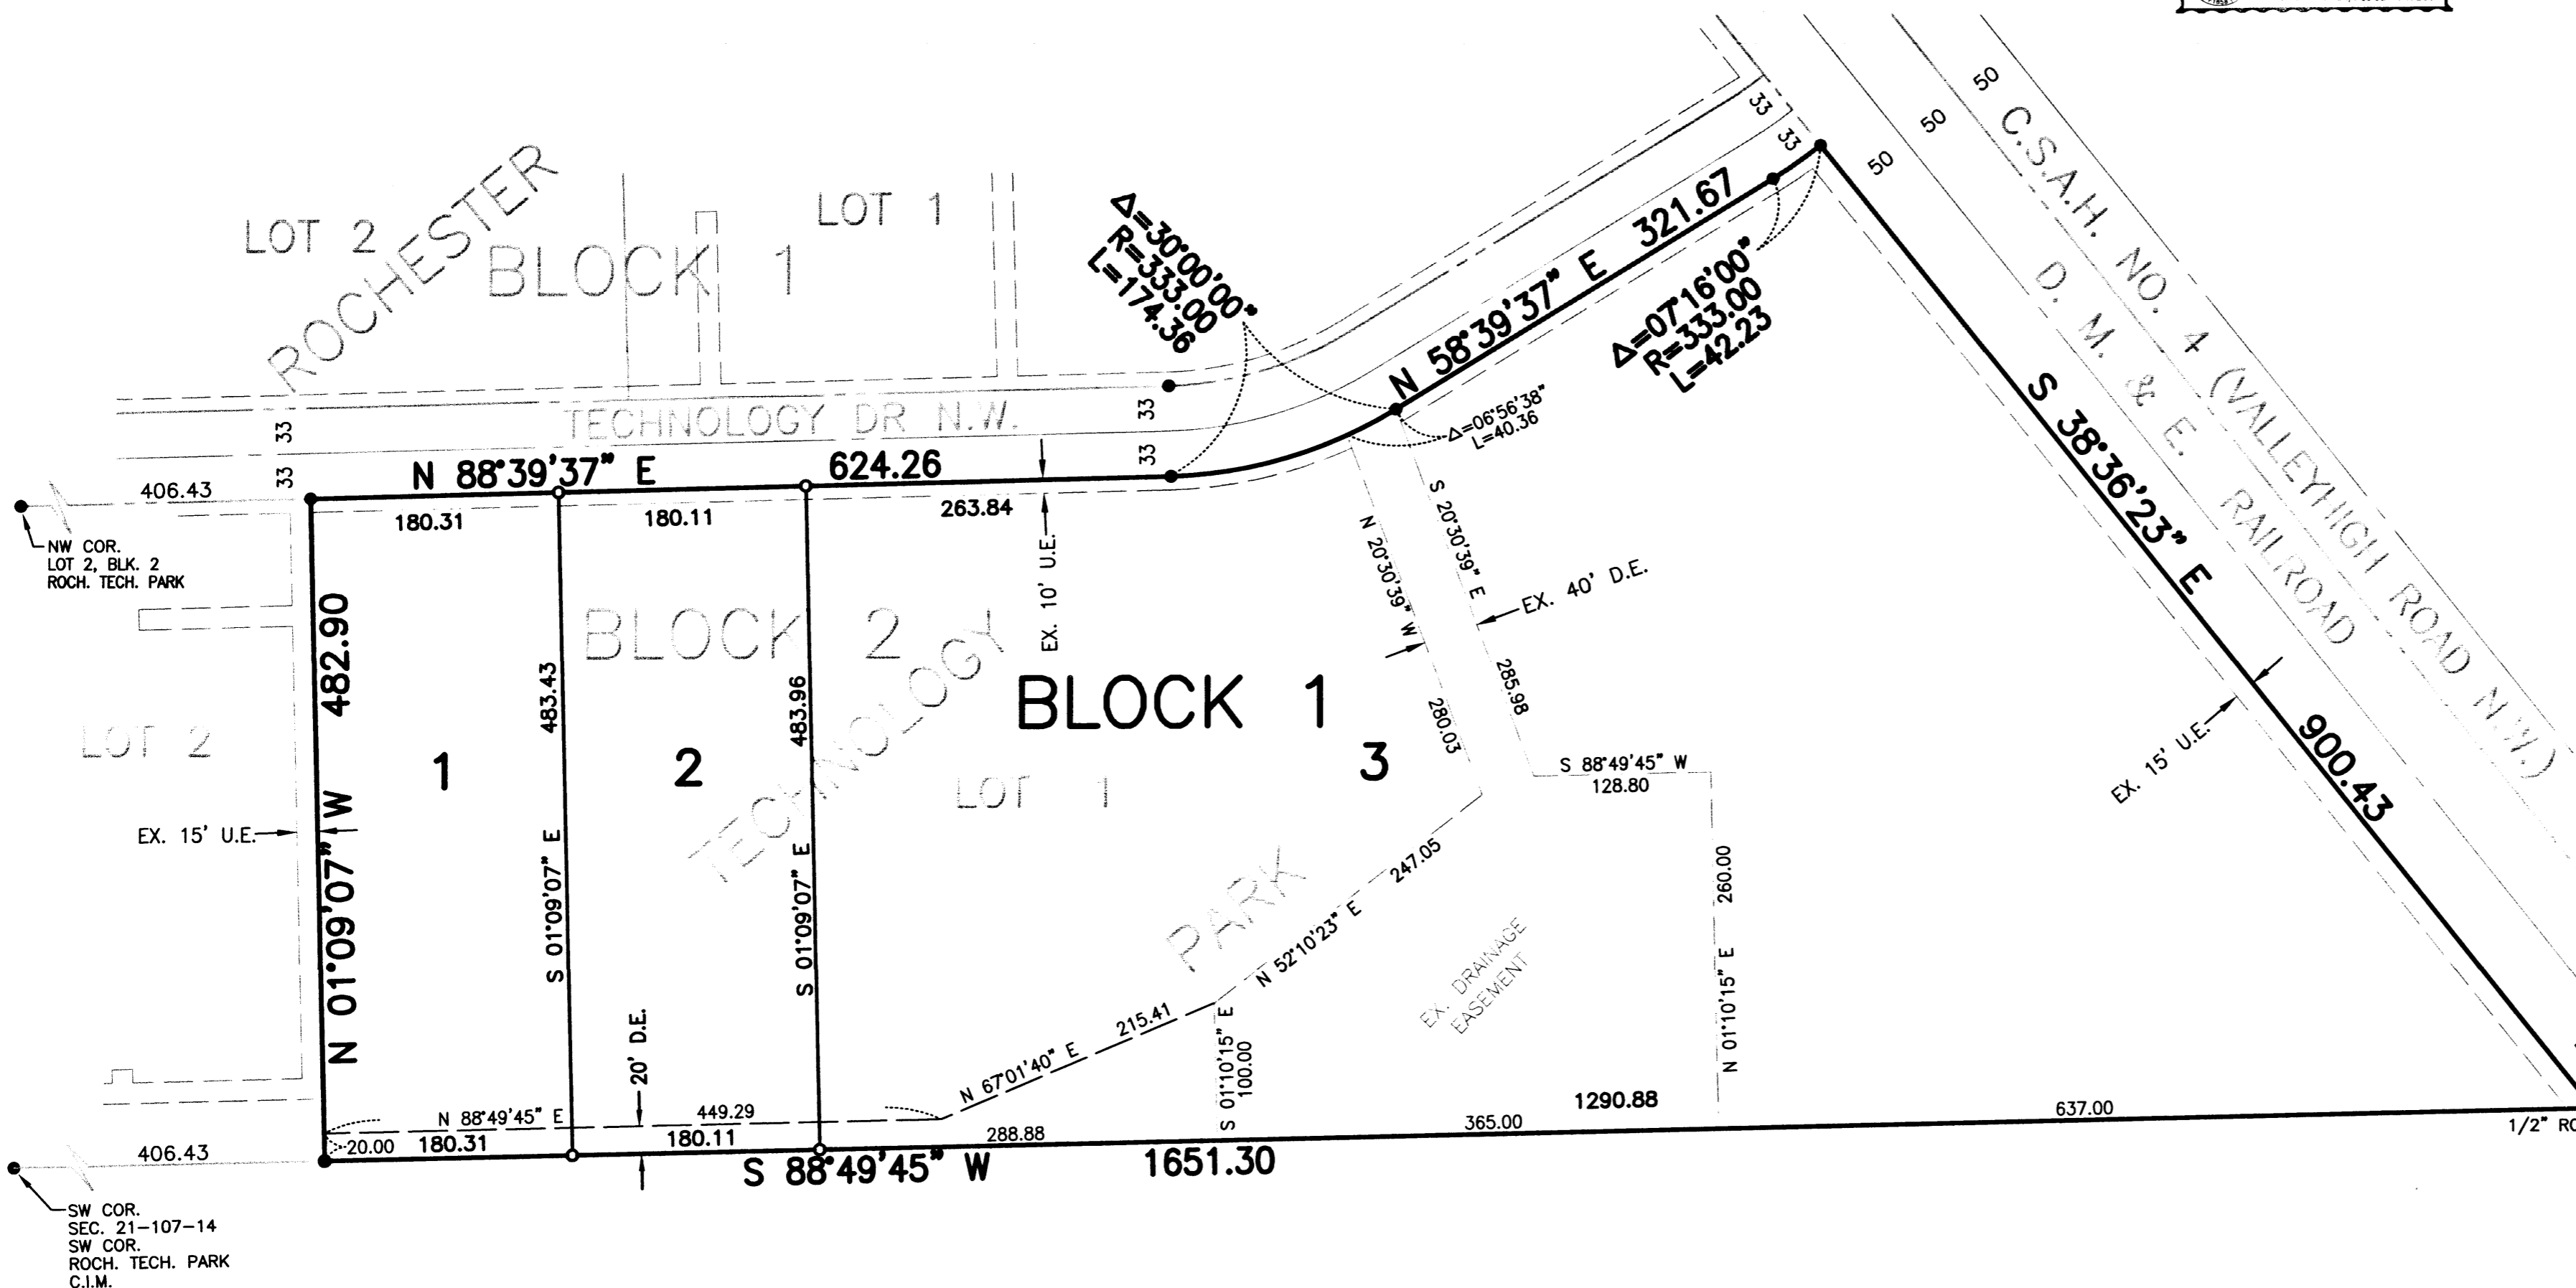 50
C.S.A.H. NO. 4 (VALLEYHIGH ROAD N.W.)
50
50
D. M. & E. RAILROAD
33
33
LOT 2
ROCHESTER
BLOCK 1
LOT 1
Δ=30°00'00"
R=333.00
L=174.36
N 58°39'37" E 321.67
Δ=07°16'00"
R=333.00
L=42.23
Δ=06°56'38"
L=40.36
TECHNOLOGY DR N.W.
33
33
33
33
406.43
N 88°39'37" E 624.26
180.31
180.11
263.84
NW COR.
LOT 2, BLK. 2
ROCH. TECH. PARK
EX. 10' U.E.
S 20°30'39" E
285.98
N 20°30'39" W
280.03
EX. 40' D.E.
S 38°36'23" E 900.43
N 01°09'07" W 482.90
483.43
S 01°09'07" E
483.96
S 01°09'07" E
BLOCK 2
TECHNOLOGY
BLOCK 1
LOT 2
1
2
3
LOT 1
S 88°49'45" W
128.80
EX. 15' U.E.
EX. 15' U.E.
PARK
N 52°10'23" E 247.05
260.00
N 01°10'15" E
EX. DRAINAGE
EASEMENT
20' D.E.
N 67°01'40" E 215.41
S 01°10'15" E
100.00
N 88°49'45" E 449.29
20.00
180.31
180.11
288.88
365.00
1290.88
637.00
406.43
S 88°49'45" W 1651.30
SW COR.
SEC. 21-107-14
SW COR.
ROCH. TECH. PARK
C.I.M.